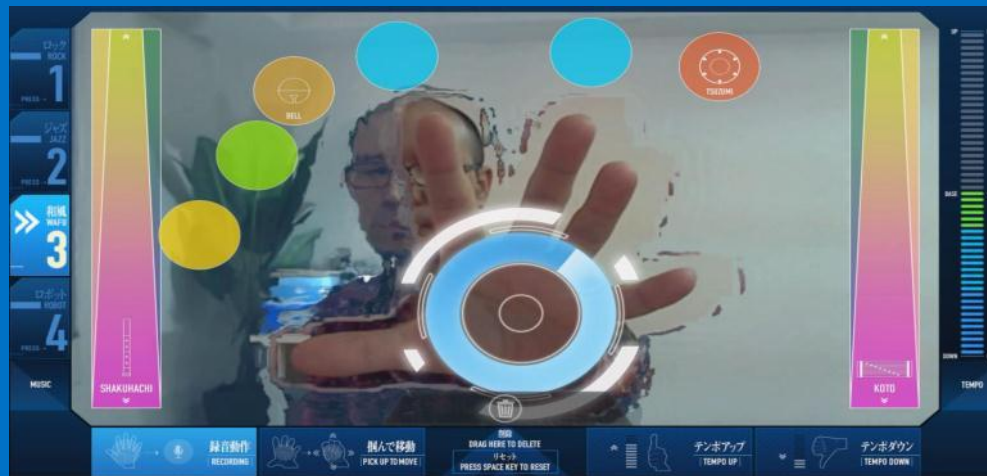 ロック
ROCK
1
PRESS →
ジャズ
JAZZ
2
PRESS →
和風
WAFU
3
ロボット
ROBOT
4
PRESS →
MUSIC
SHAKUHACHI
BELL
TSUZUMI
KOTO
UP
BASE
DOWN
TEMPO
録音動作
RECORDING
掴んで移動
PICK UP TO MOVE
削除
DRAG HERE TO DELETE
リセット
PRESS SPACE KEY TO RESET
テンポアップ
TEMPO UP
テンポダウン
TEMPO DOWN